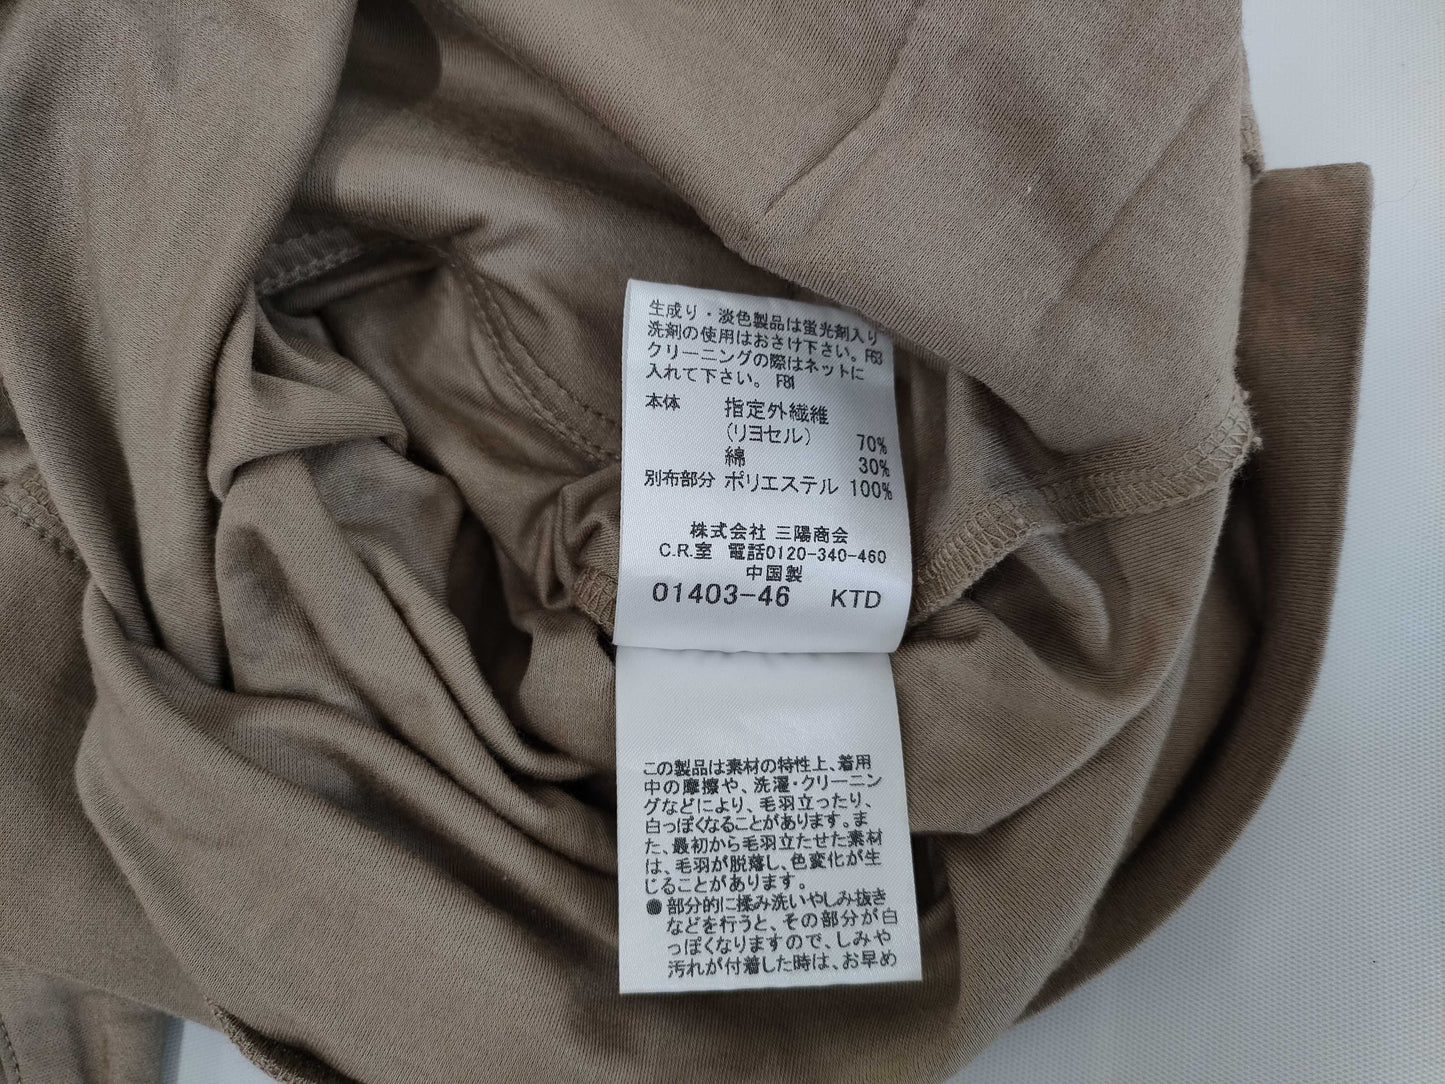 生成り・淡色製品は蛍光剤入り
洗剤の使用はおさけ下さい。F63
クリーニングの際はネットに
入れて下さい。 F81
本体 指定外繊維
(リヨセル) 70%
綿 30%
別布部分 ポリエステル 100%
株式会社 三陽商会
C.R.室 電話0120-340-460
中国製
01403-46 KTD
この製品は素材の特性上、着用
中の摩擦や、洗濯・クリーニン
グなどにより、毛羽立ったり、
白っぽくなることがあります。ま
た、最初から毛羽立たせた素材
は、毛羽が脱落し、色変化が生
じることがあります。
●部分的に揉み洗いやしみ抜き
などを行うと、その部分が白
っぽくなりますので、しみや
汚れが付着した時は、お早め